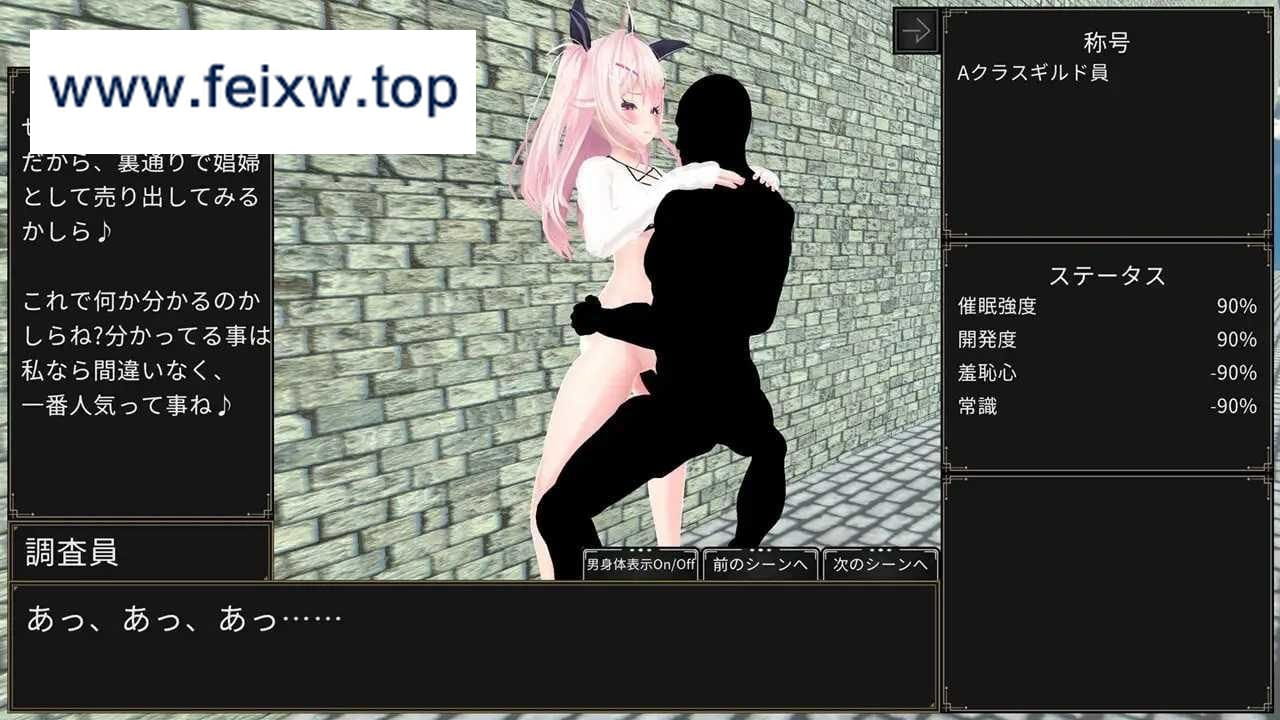 www.feixw.top
だから、裏通りで娼婦
として売り出してみる
かしら♪
これで何か分かるのか
しらね?分かってる事は
私なら間違いなく、
一番人気って事ね♪
称号
Aクラスギルド員
ステータス
催眠強度 90%
開発度 90%
羞恥心 -90%
常識 -90%
男身体表示On/Off
前のシーンへ
次のシーンへ
調査員
あっ、あっ、あっ……